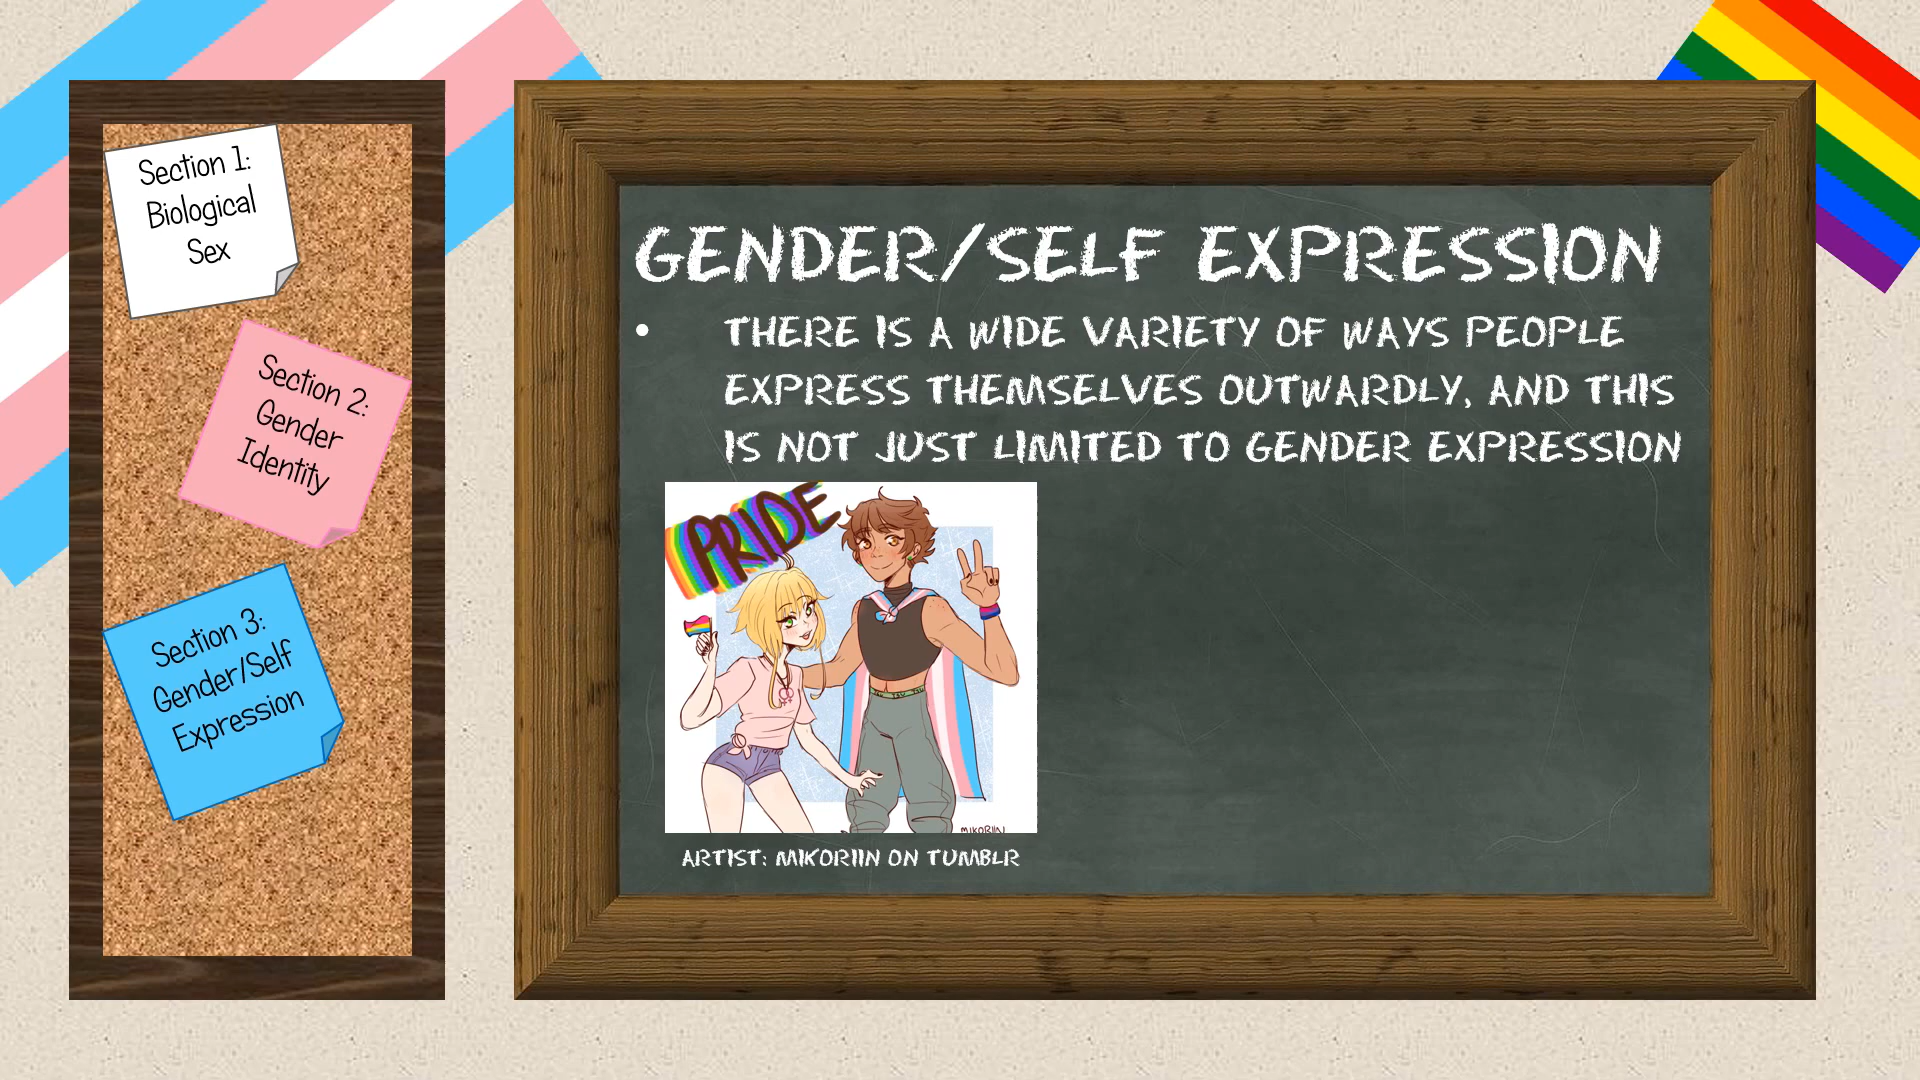 Section 1:
Biological
Sex
Section 2:
Gender
Identity
Section 3:
Gender/Self
Expression
GENDER/SELF EXPRESSION
• THERE IS A WIDE VARIETY OF WAYS PEOPLE
EXPRESS THEMSELVES OUTWARDLY, AND THIS
IS NOT JUST LIMITED TO GENDER EXPRESSION
PRIDE
MIKORIIN
ARTIST: MIKORIIN ON TUMBLR